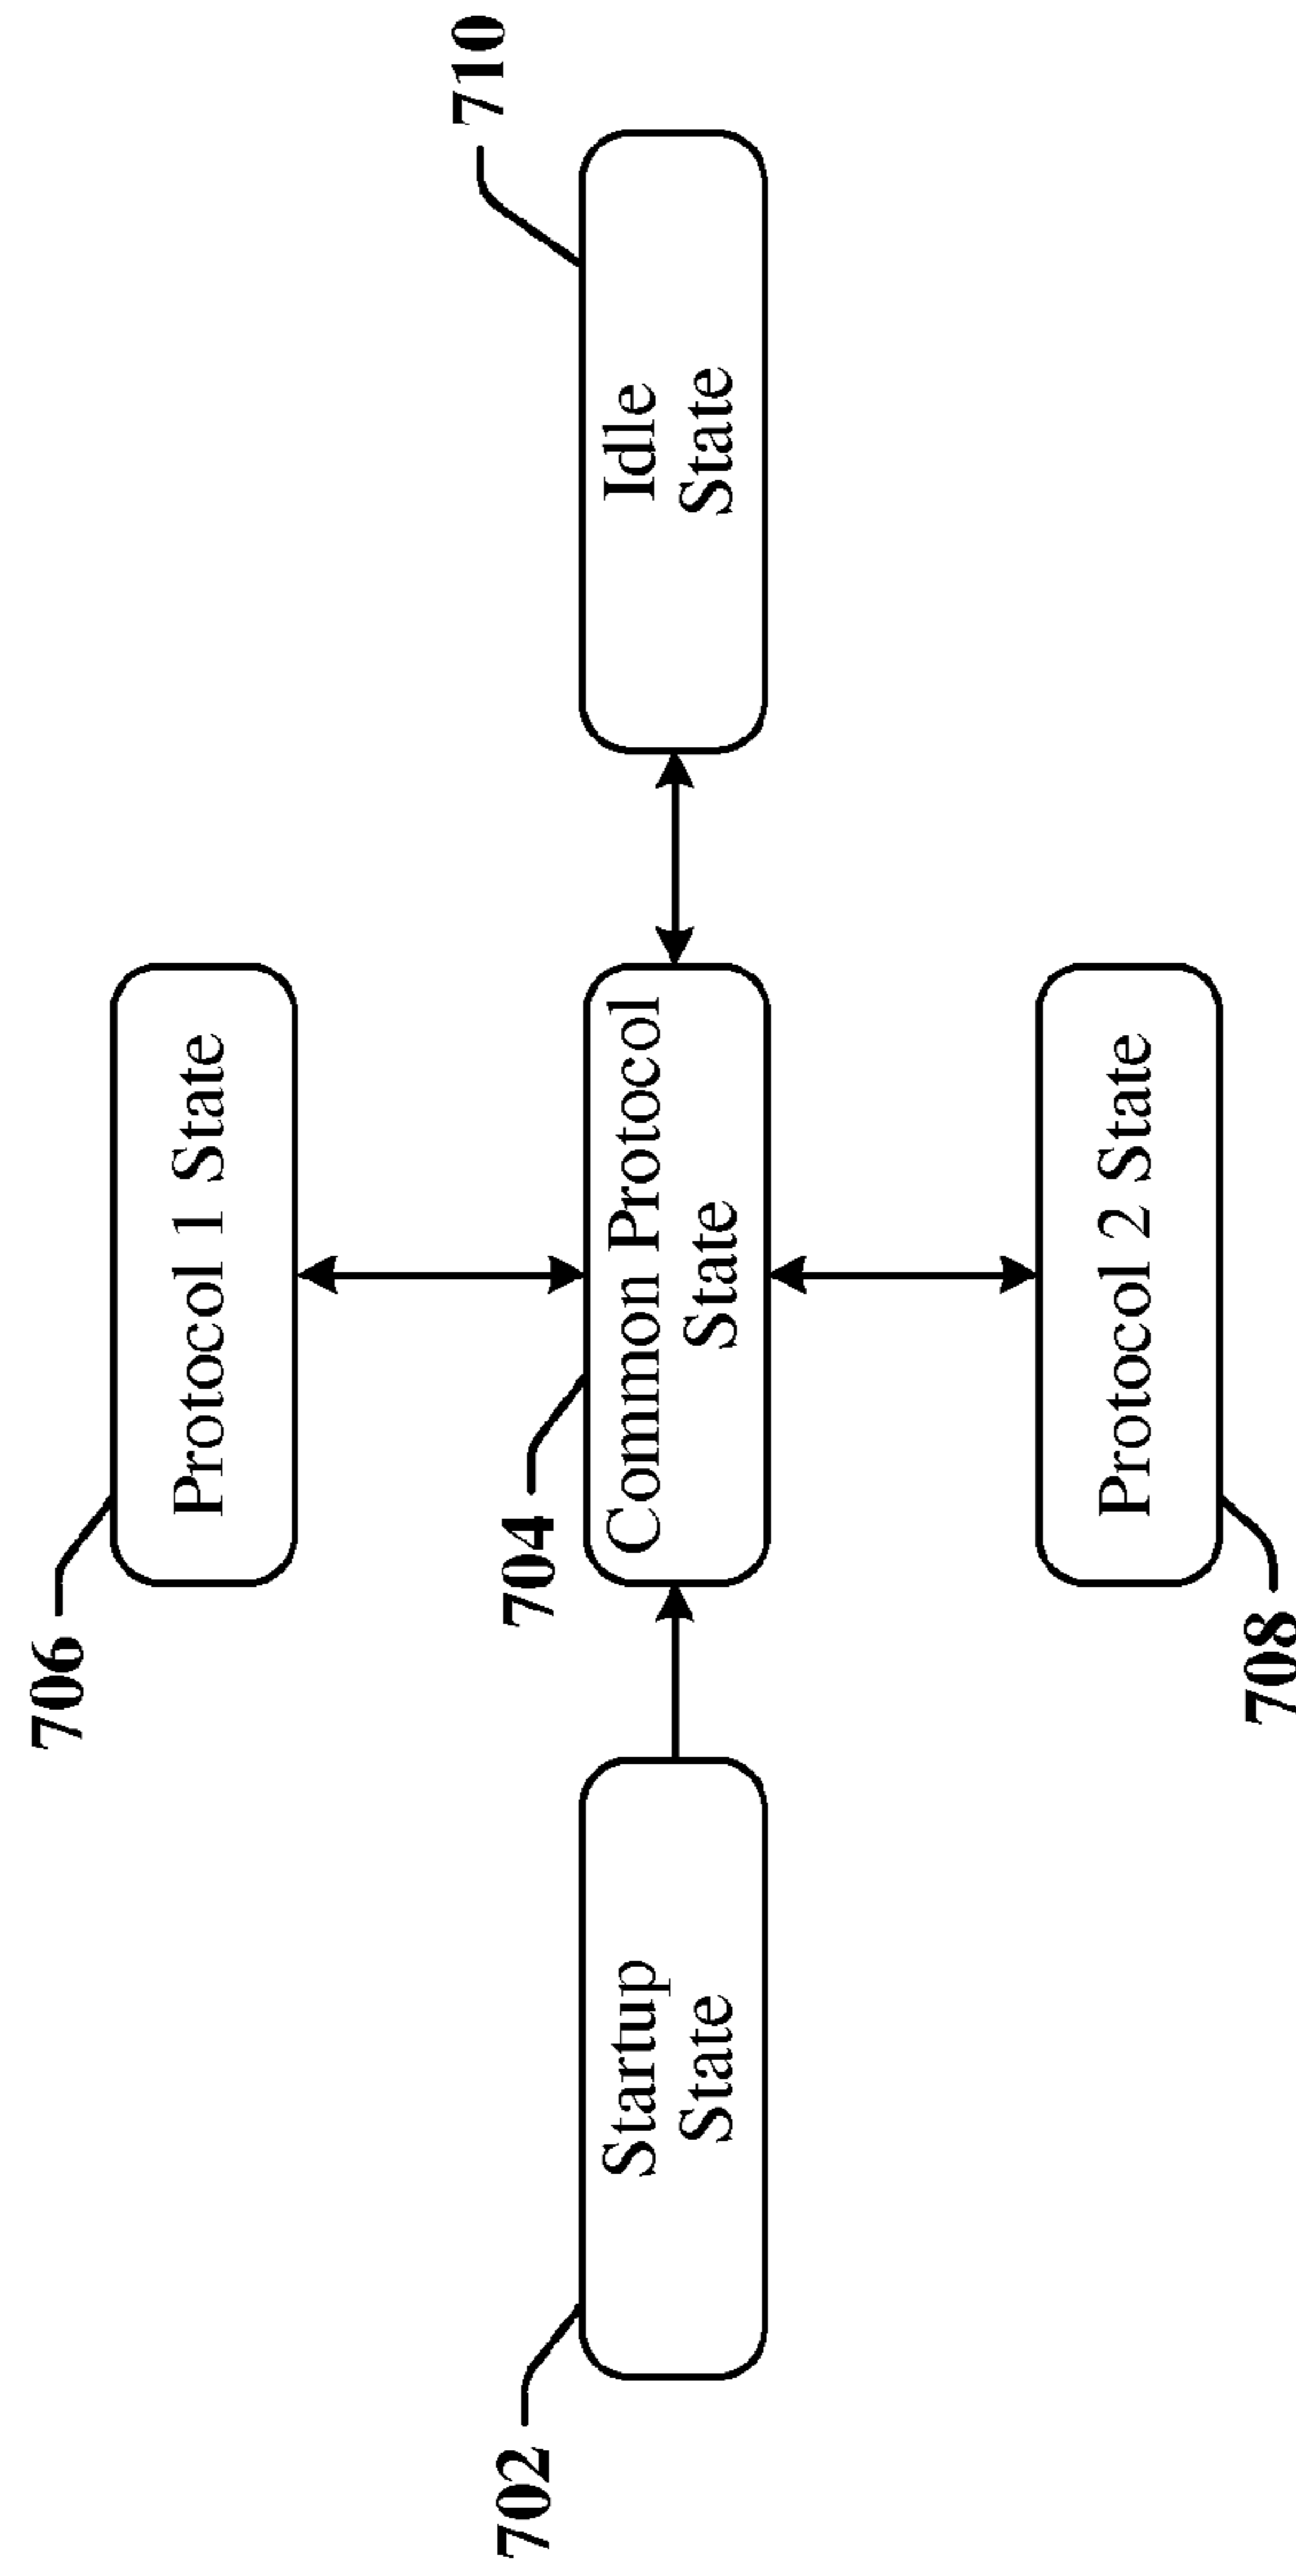 706
Protocol 1 State
702
Startup
State
704
Common Protocol
State
710
Idle
State
Protocol 2 State
708